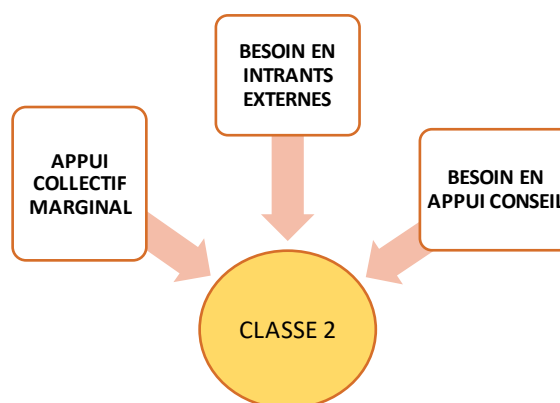 BESOIN EN
INTRANTS
EXTERNES
APPUI
COLLECTIF
MARGINAL
BESOIN EN
APPUI CONSEIL
CLASSE 2